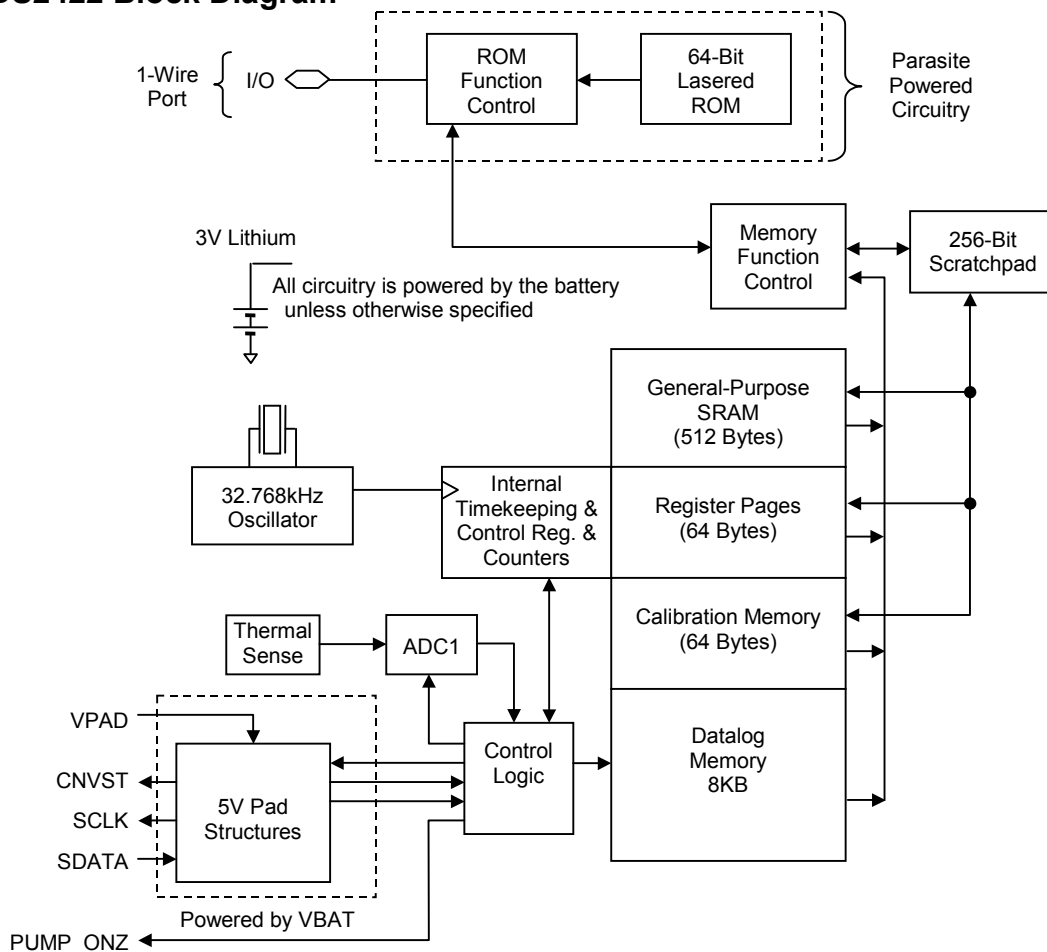 1-Wire
Port
I/O
ROM
Function
Control
64-Bit
Lasered
ROM
Parasite
Powered
Circuitry
3V Lithium
All circuitry is powered by the battery
unless otherwise specified
Memory
Function
Control
256-Bit
Scratchpad
General-Purpose
SRAM
(512 Bytes)
32.768kHz
Oscillator
Internal
Timekeeping &
Control Reg. &
Counters
Register Pages
(64 Bytes)
Calibration Memory
(64 Bytes)
Thermal
Sense
ADC1
Control
Logic
Datalog
Memory
8KB
VPAD
CNVST
SCLK
SDATA
5V Pad
Structures
Powered by VBAT
PUMP_ONZ